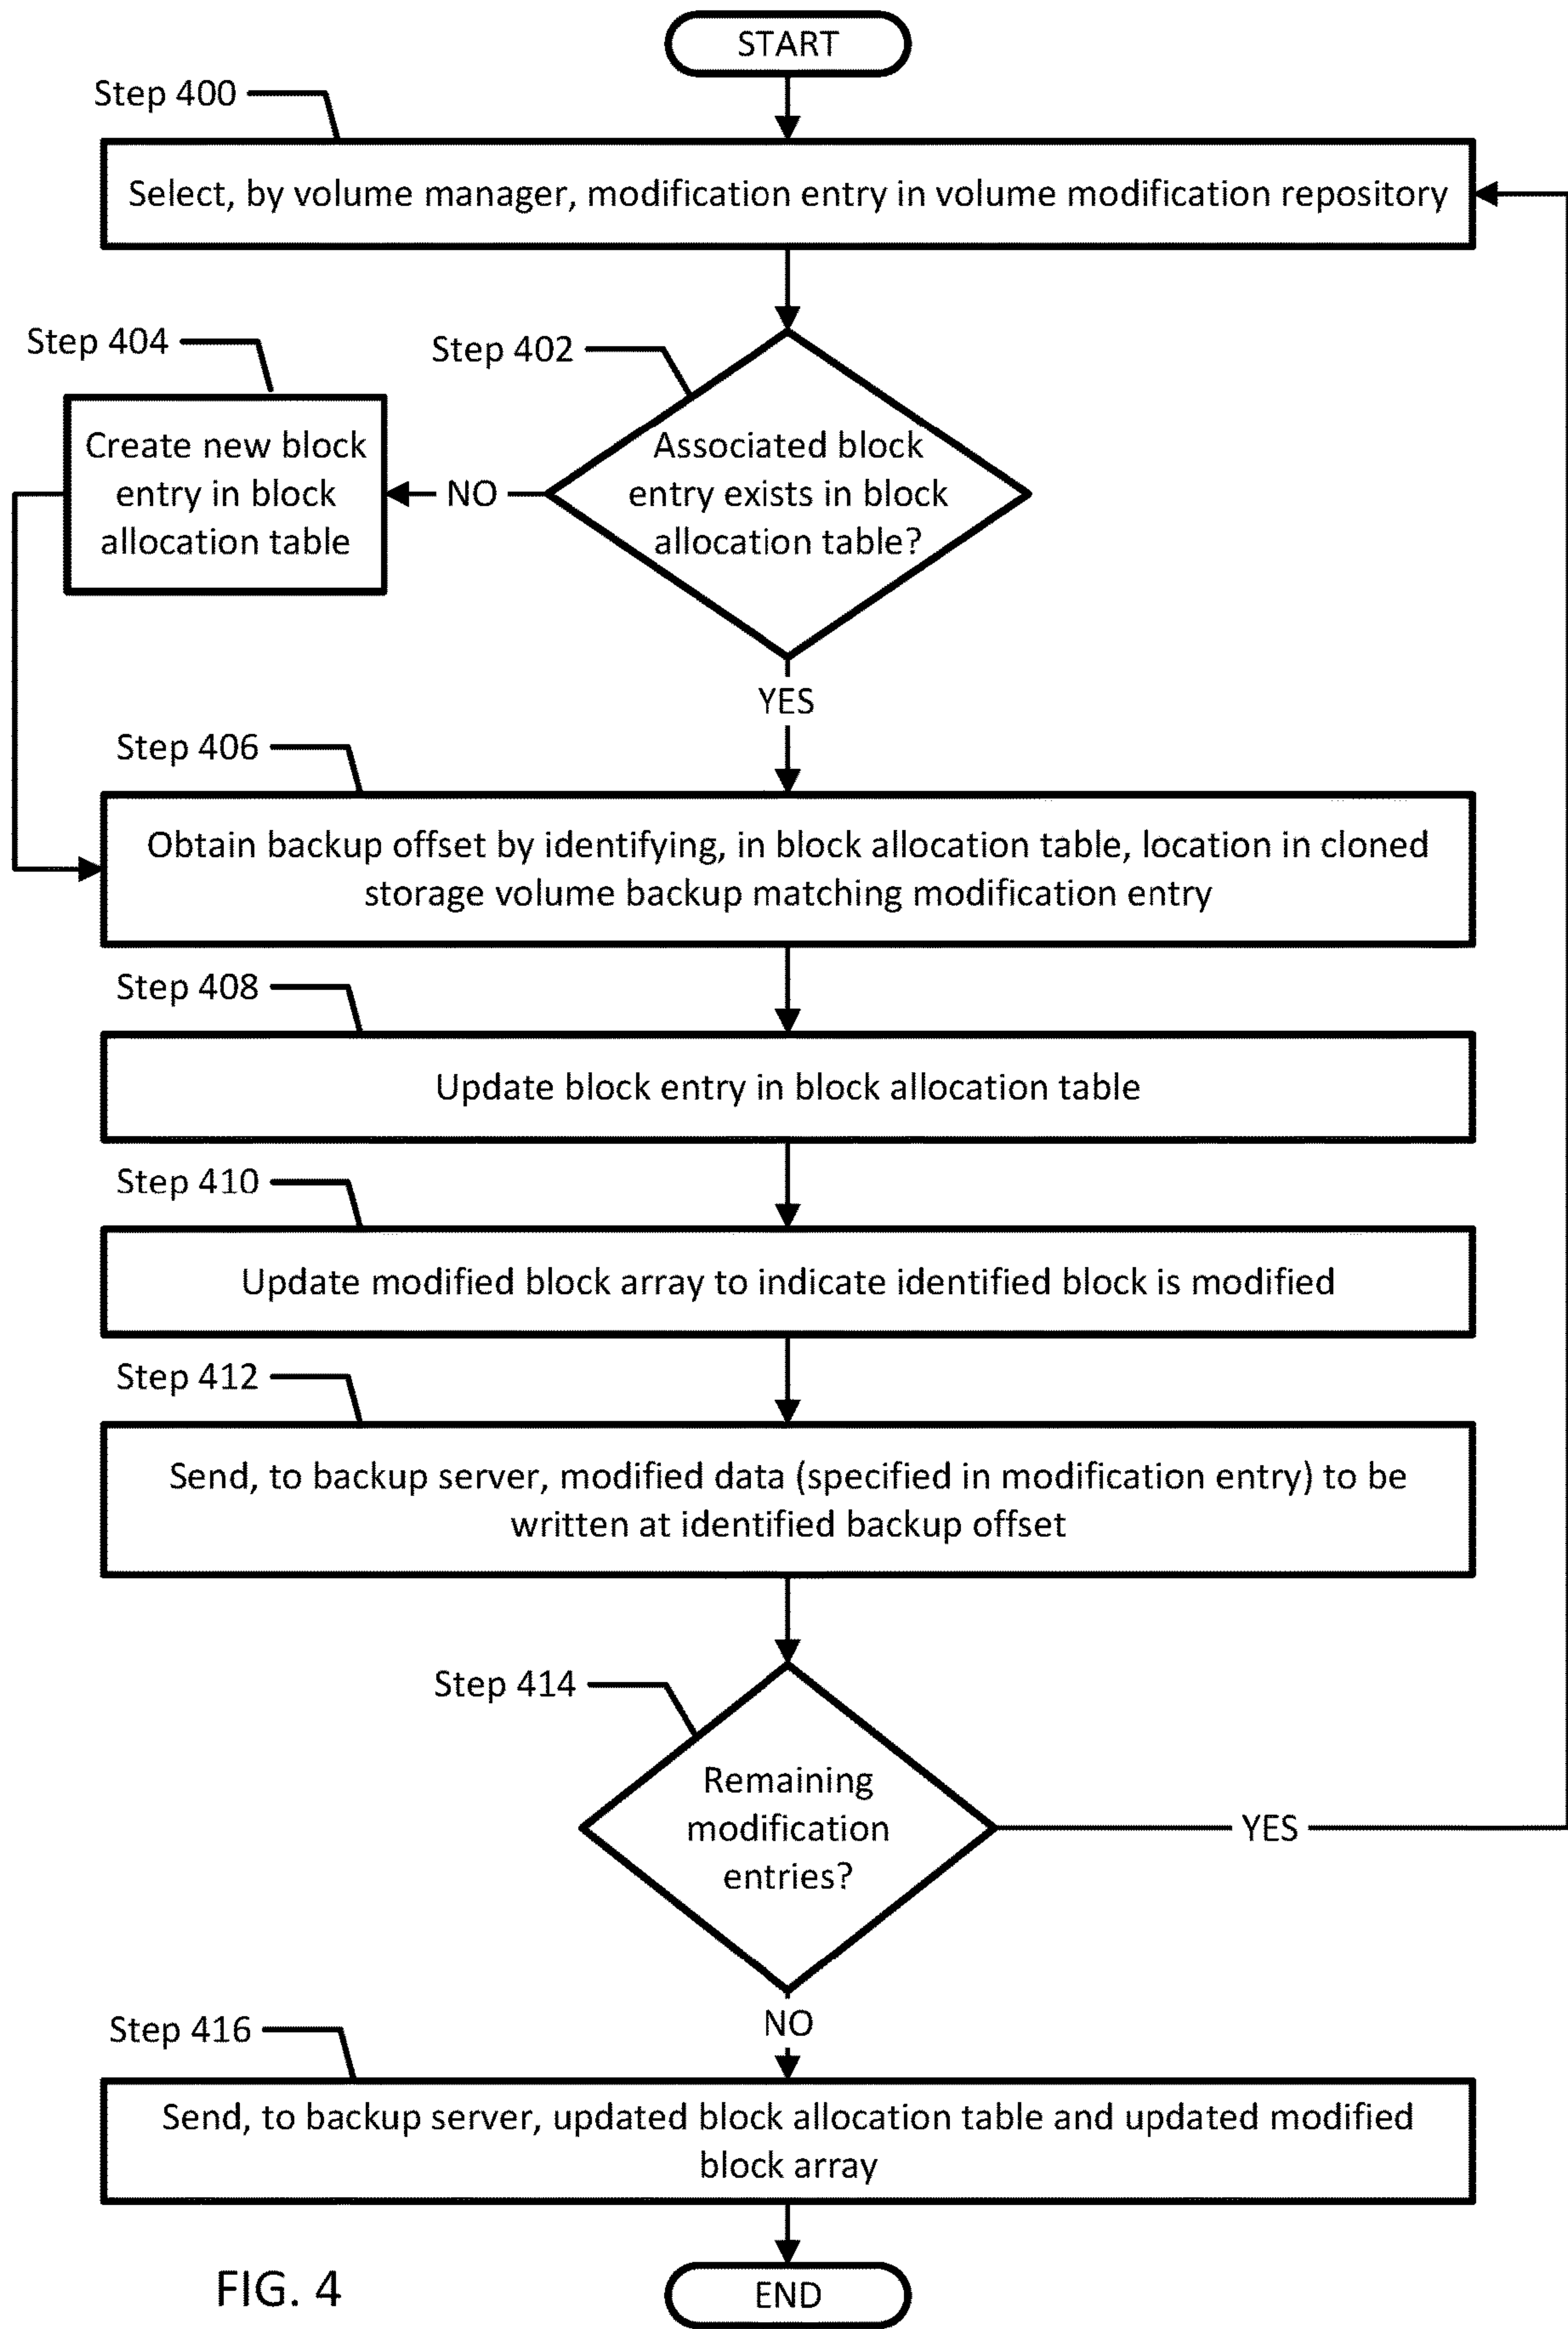 START
Step 400
Select, by volume manager, modification entry in volume modification repository
Step 404
Step 402
Create new block
entry in block
allocation table
NO
Associated block
entry exists in block
allocation table?
YES
Step 406
Obtain backup offset by identifying, in block allocation table, location in cloned
storage volume backup matching modification entry
Step 408
Update block entry in block allocation table
Step 410
Update modified block array to indicate identified block is modified
Step 412
Send, to backup server, modified data (specified in modification entry) to be
written at identified backup offset
Step 414
Remaining
modification
entries?
YES
NO
Step 416
Send, to backup server, updated block allocation table and updated modified
block array
FIG. 4
END